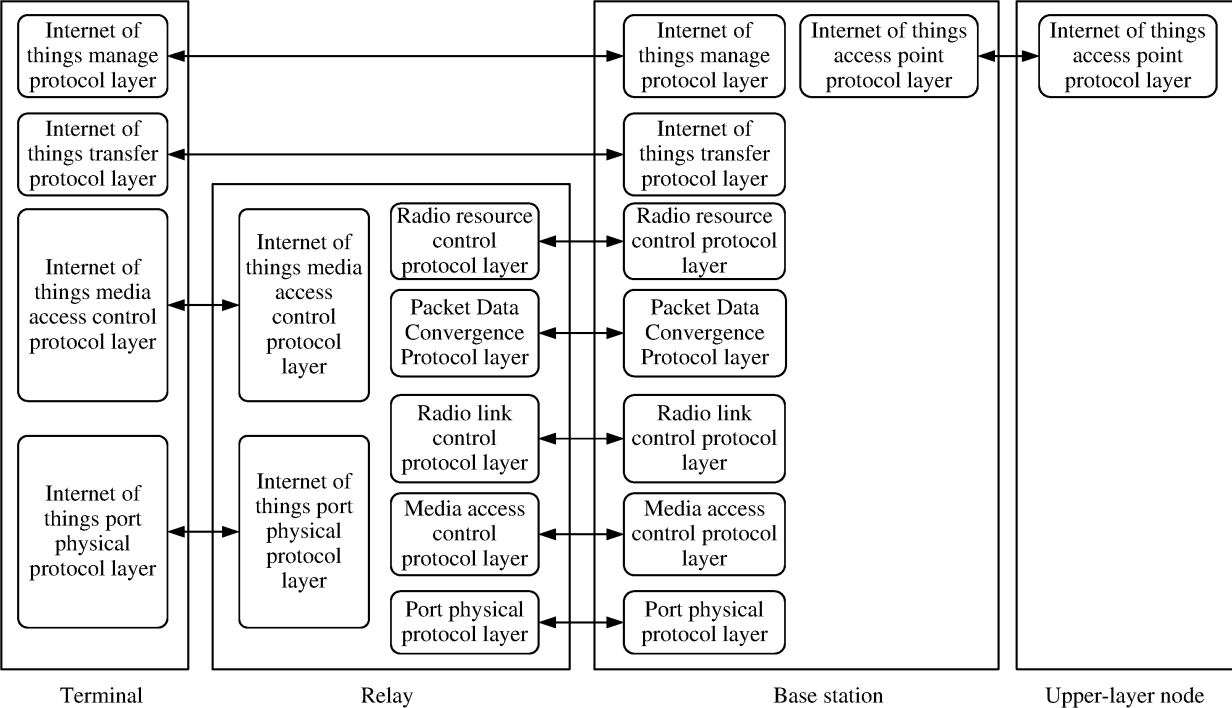 Internet of
things manage
protocol layer
Internet of
things transfer
protocol layer
Internet of
things media
access control
protocol layer
Internet of
things port
physical
protocol layer
Terminal
Internet of
things media
access
control
protocol
layer
Internet of
things port
physical
protocol
layer
Radio resource
control
protocol layer
Packet Data
Convergence
Protocol layer
Radio link
control
protocol layer
Media access
control
protocol layer
Port physical
protocol layer
Relay
Internet of
things manage
protocol layer
Internet of
things transfer
protocol layer
Radio resource
control protocol
layer
Packet Data
Convergence
Protocol layer
Radio link
control protocol
layer
Media access
control protocol
layer
Port physical
protocol layer
Internet of things
access point
protocol layer
Base station
Internet of things
access point
protocol layer
Upper-layer node